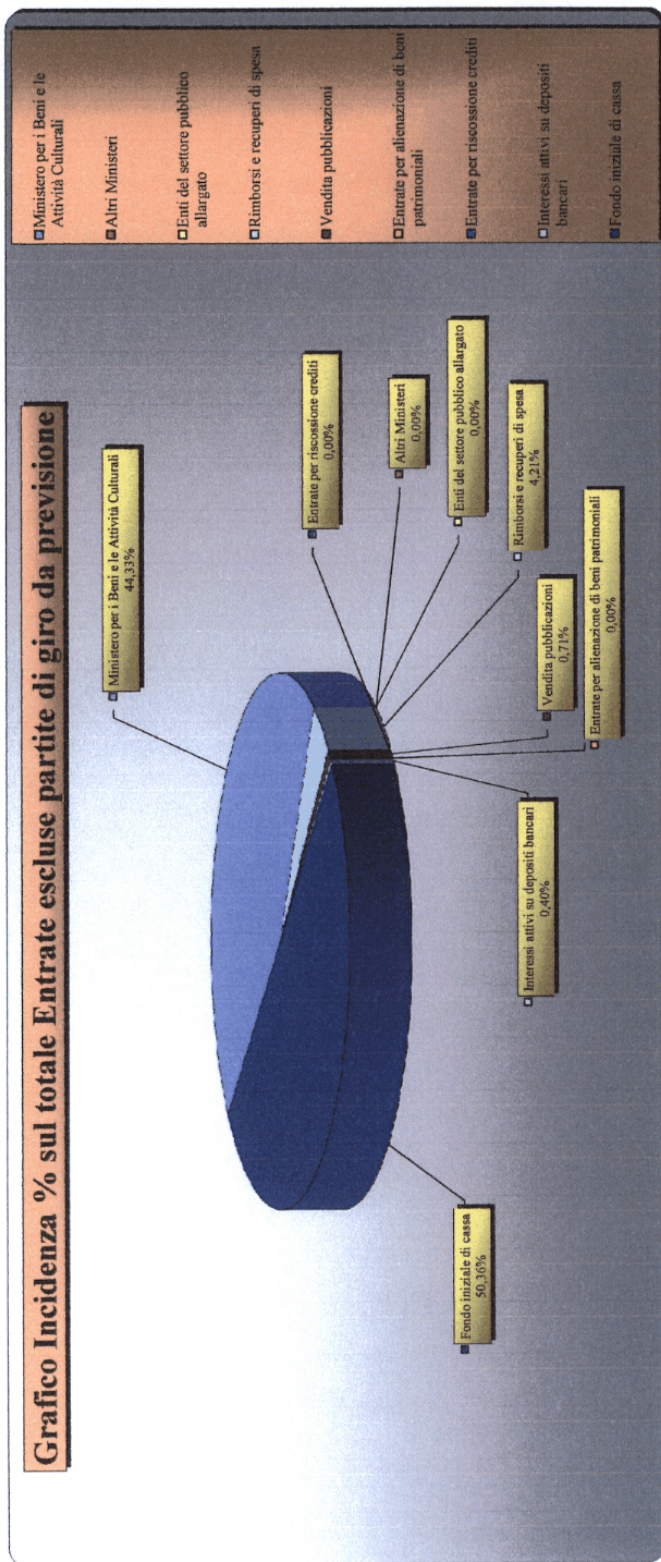 Grafico Incidenza % sul totale Entrate escluse partite di giro da previsione
Ministero per i Beni e le Attività Culturali
44,33%
Entrate per riscossione crediti
0,00%
Altri Ministeri
0,00%
Enti del settore pubblico allargato
0,00%
Rimborsi e recuperi di spesa
4,21%
Vendita pubblicazioni
0,71%
Entrate per alienazione di beni patrimoniali
0,00%
Interessi attivi su depositi bancari
0,40%
Fondo iniziale di cassa
50,36%
Ministero per i Beni e le
Attività Culturali
Altri Ministeri
Enti del settore pubblico
allargato
Rimborsi e recuperi di spesa
Vendita pubblicazioni
Entrate per alienazione di beni
patrimoniali
Entrate per riscossione crediti
Interessi attivi su depositi
bancari
Fondo iniziale di cassa